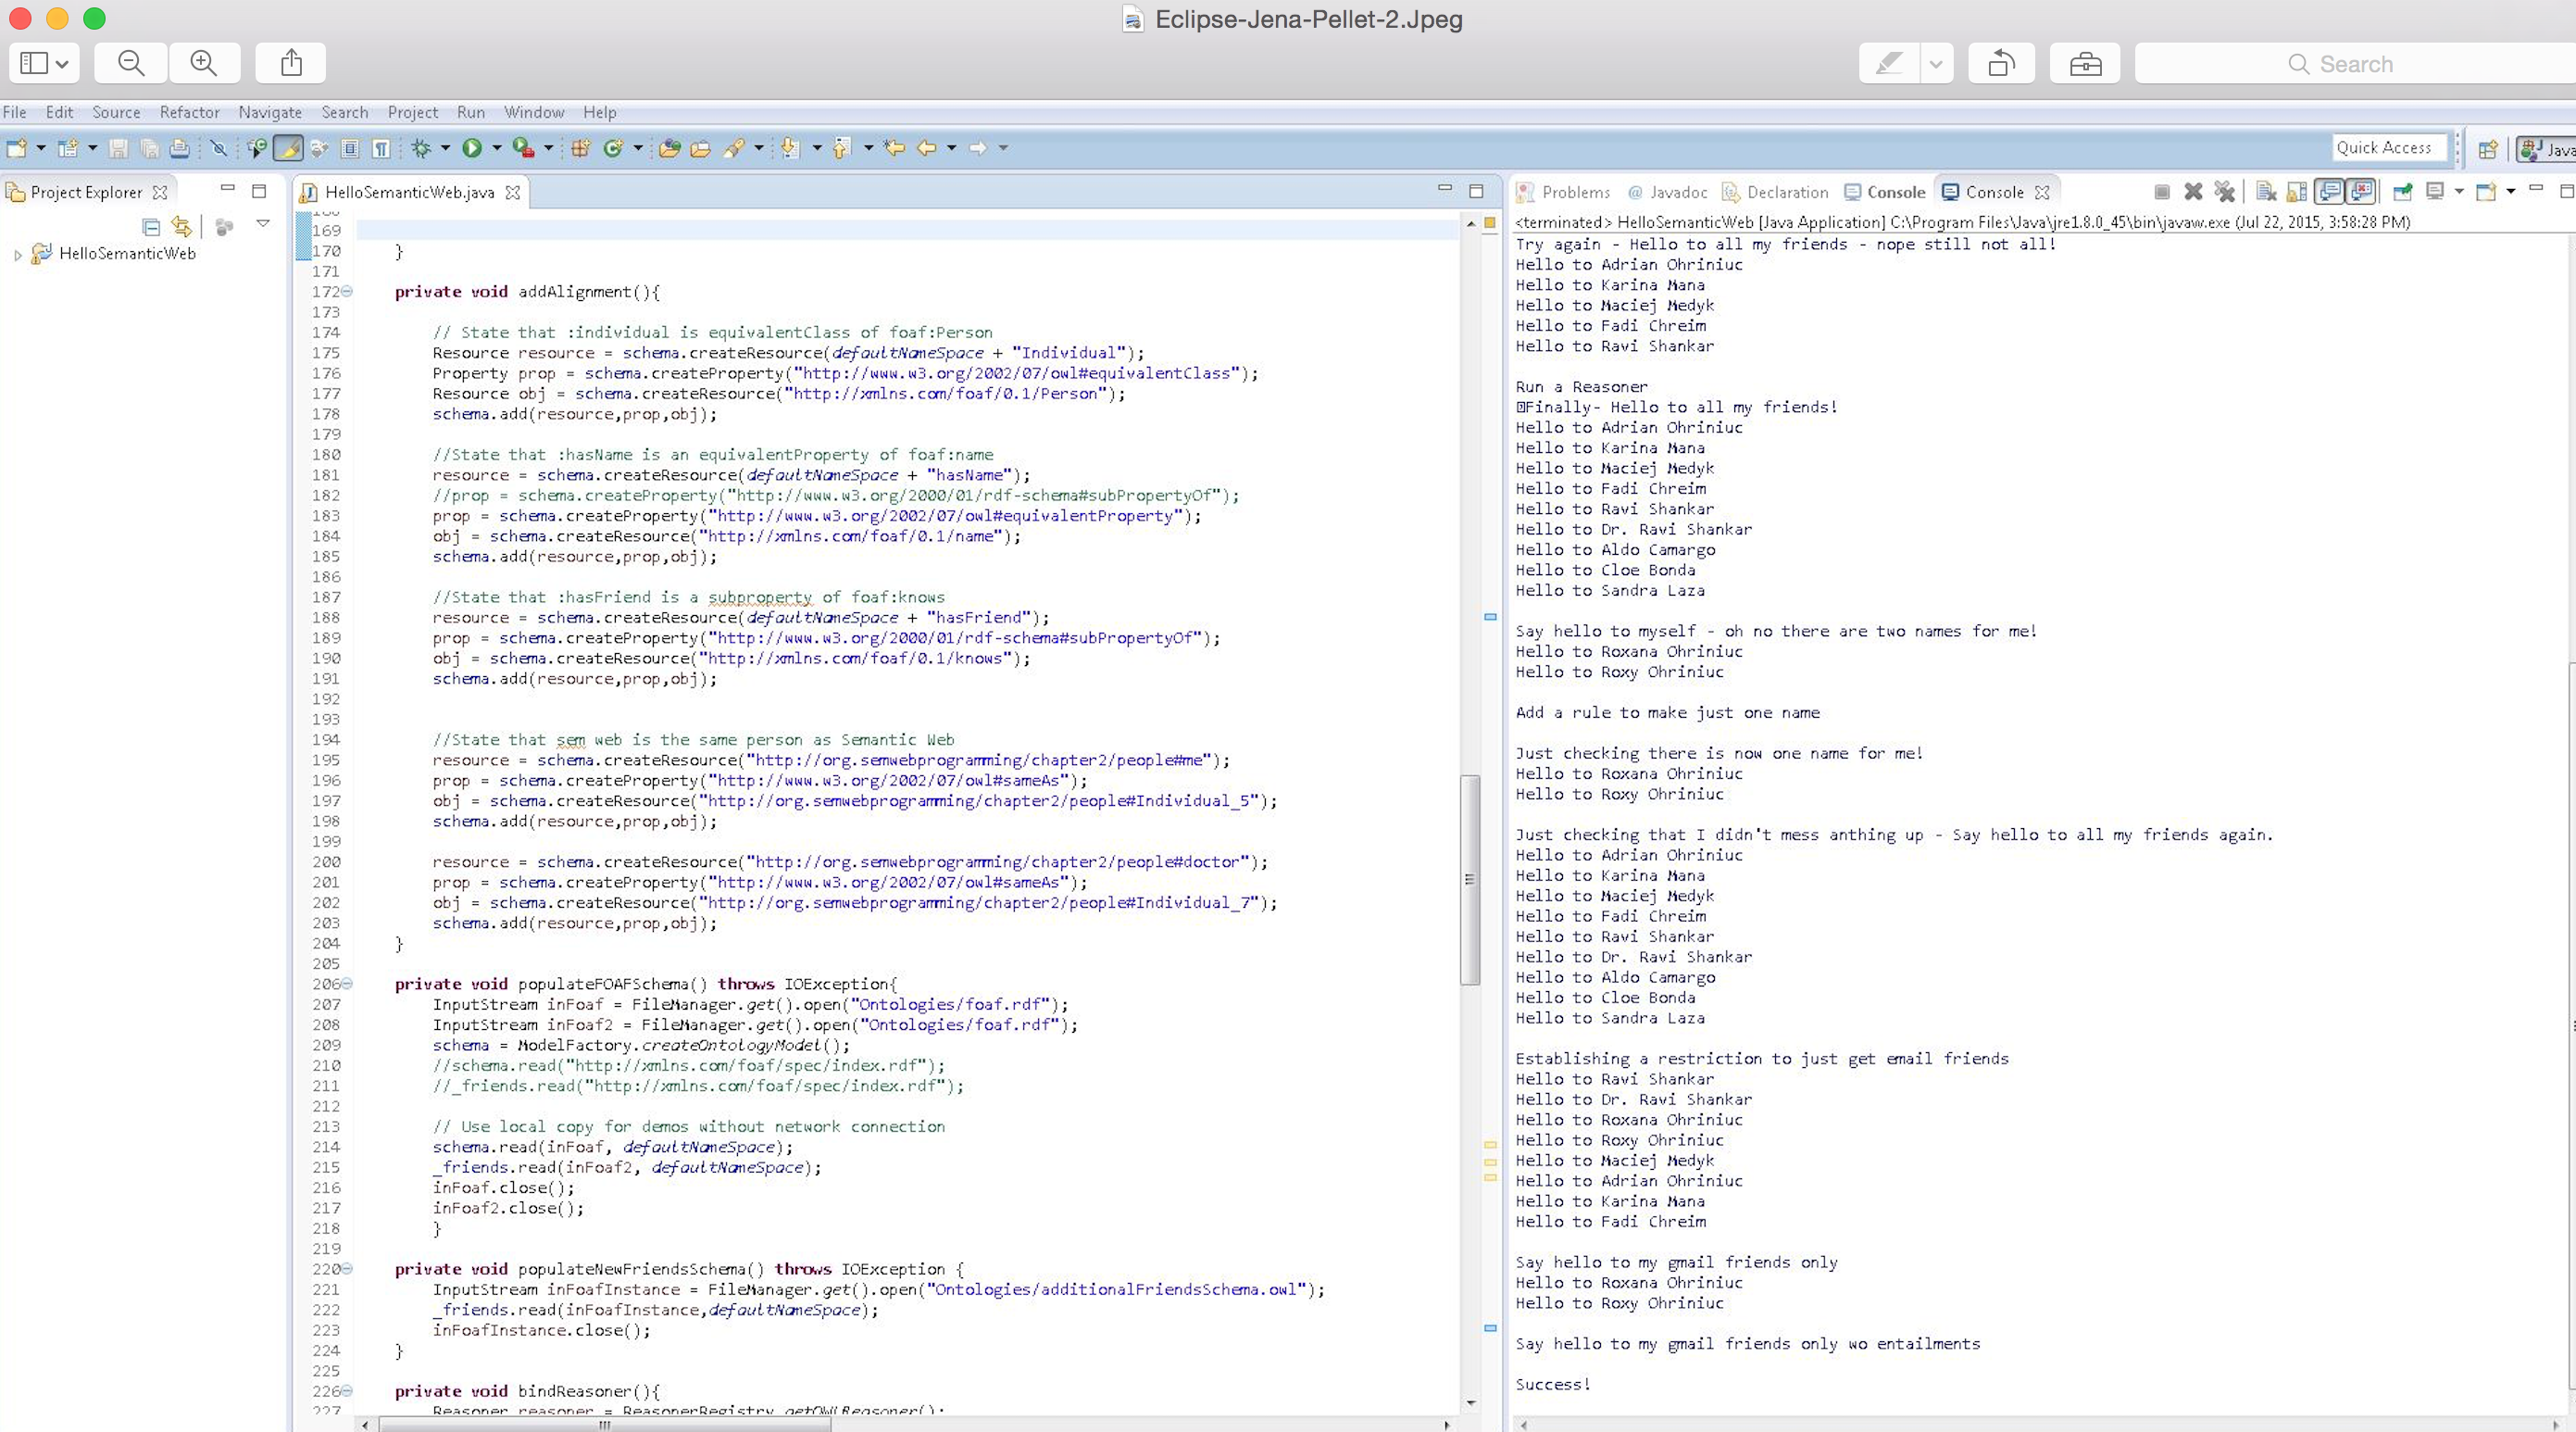 Eclipse-Jena-Pellet-2.Jpeg
Search
File Edit Source Refactor Navigate Search Project Run Window Help
Quick Access
Java
Project Explorer
HelloSemanticWeb
HelloSemanticWeb.java
169
170 }
171
172 private void addAlignment(){
173
174 // State that :individual is equivalentClass of foaf:Person
175 Resource resource = schema.createResource(defaultNameSpace + "Individual");
176 Property prop = schema.createProperty("http://www.w3.org/2002/07/owl#equivalentClass");
177 Resource obj = schema.createResource("http://xmlns.com/foaf/0.1/Person");
178 schema.add(resource,prop,obj);
179
180 //State that :hasName is an equivalentProperty of foaf:name
181 resource = schema.createResource(defaultNameSpace + "hasName");
182 //prop = schema.createProperty("http://www.w3.org/2000/01/rdf-schema#subPropertyOf");
183 prop = schema.createProperty("http://www.w3.org/2002/07/owl#equivalentProperty");
184 obj = schema.createResource("http://xmlns.com/foaf/0.1/name");
185 schema.add(resource,prop,obj);
186
187 //State that :hasFriend is a subproperty of foaf:knows
188 resource = schema.createResource(defaultNameSpace + "hasFriend");
189 prop = schema.createProperty("http://www.w3.org/2000/01/rdf-schema#subPropertyOf");
190 obj = schema.createResource("http://xmlns.com/foaf/0.1/knows");
191 schema.add(resource,prop,obj);
192
193
194 //State that sem web is the same person as Semantic Web
195 resource = schema.createResource("http://org.semwebprogramming/chapter2/people#me");
196 prop = schema.createProperty("http://www.w3.org/2002/07/owl#sameAs");
197 obj = schema.createResource("http://org.semwebprogramming/chapter2/people#Individual_5");
198 schema.add(resource,prop,obj);
199
200 resource = schema.createResource("http://org.semwebprogramming/chapter2/people#doctor");
201 prop = schema.createProperty("http://www.w3.org/2002/07/owl#sameAs");
202 obj = schema.createResource("http://org.semwebprogramming/chapter2/people#Individual_7");
203 schema.add(resource,prop,obj);
204 }
205
206 private void populateFOAFSchema() throws IOException{
207 InputStream inFoaf = FileManager.get().open("Ontologies/foaf.rdf");
208 InputStream inFoaf2 = FileManager.get().open("Ontologies/foaf.rdf");
209 schema = ModelFactory.createOntologyModel();
210 //schema.read("http://xmlns.com/foaf/spec/index.rdf");
211 //_friends.read("http://xmlns.com/foaf/spec/index.rdf");
212
213 // Use local copy for demos without network connection
214 schema.read(inFoaf, defaultNameSpace);
215 _friends.read(inFoaf2, defaultNameSpace);
216 inFoaf.close();
217 inFoaf2.close();
218 }
219
220 private void populateNewFriendsSchema() throws IOException {
221 InputStream inFoafInstance = FileManager.get().open("Ontologies/additionalFriendsSchema.owl");
222 _friends.read(inFoafInstance,defaultNameSpace);
223 inFoafInstance.close();
224 }
225
226 private void bindReasoner(){
227 Reasoner reasoner = ReasonerRegistry.getOWLReasoner();
Problems Javadoc Declaration Console Console
<terminated> HelloSemanticWeb [Java Application] C:\Program Files\Java\jre1.8.0_45\bin\javaw.exe (Jul 22, 2015, 3:58:28 PM)
Try again - Hello to all my friends - nope still not all!
Hello to Adrian Ohriniuc
Hello to Karina Mana
Hello to Maciej Medyk
Hello to Fadi Chreim
Hello to Ravi Shankar
Run a Reasoner
Finally- Hello to all my friends!
Hello to Adrian Ohriniuc
Hello to Karina Mana
Hello to Maciej Medyk
Hello to Fadi Chreim
Hello to Ravi Shankar
Hello to Dr. Ravi Shankar
Hello to Aldo Camargo
Hello to Cloe Bonda
Hello to Sandra Laza
Say hello to myself - oh no there are two names for me!
Hello to Roxana Ohriniuc
Hello to Roxy Ohriniuc
Add a rule to make just one name
Just checking there is now one name for me!
Hello to Roxana Ohriniuc
Hello to Roxy Ohriniuc
Just checking that I didn't mess anthing up - Say hello to all my friends again.
Hello to Adrian Ohriniuc
Hello to Karina Mana
Hello to Maciej Medyk
Hello to Fadi Chreim
Hello to Ravi Shankar
Hello to Dr. Ravi Shankar
Hello to Aldo Camargo
Hello to Cloe Bonda
Hello to Sandra Laza
Establishing a restriction to just get email friends
Hello to Ravi Shankar
Hello to Dr. Ravi Shankar
Hello to Roxana Ohriniuc
Hello to Roxy Ohriniuc
Hello to Maciej Medyk
Hello to Adrian Ohriniuc
Hello to Karina Mana
Hello to Fadi Chreim
Say hello to my gmail friends only
Hello to Roxana Ohriniuc
Hello to Roxy Ohriniuc
Say hello to my gmail friends only wo entailments
Success!